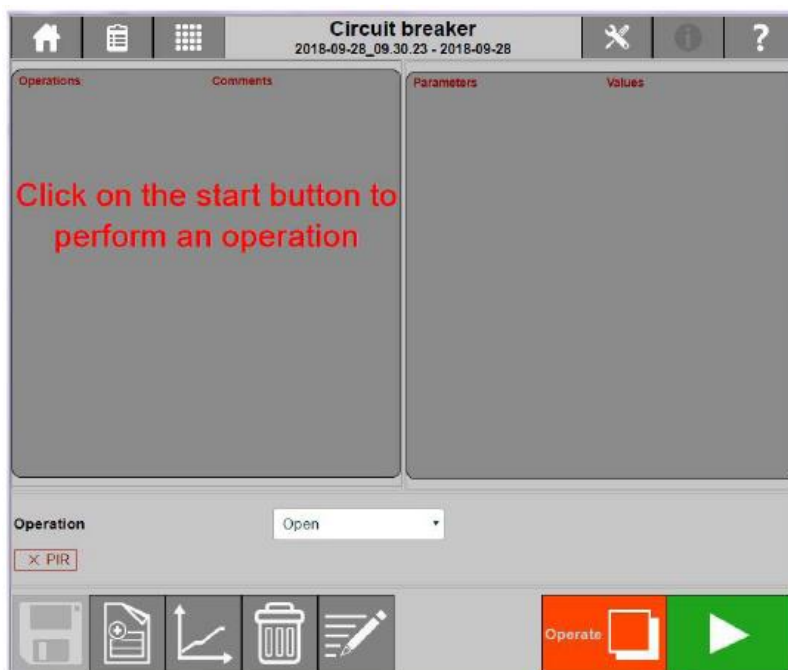 Circuit breaker
2018-09-28_09.30.23 - 2018-09-28
?
Operations Comments
Parameters Values
Click on the start button to
perform an operation
Operation Open
× PIR
Operate